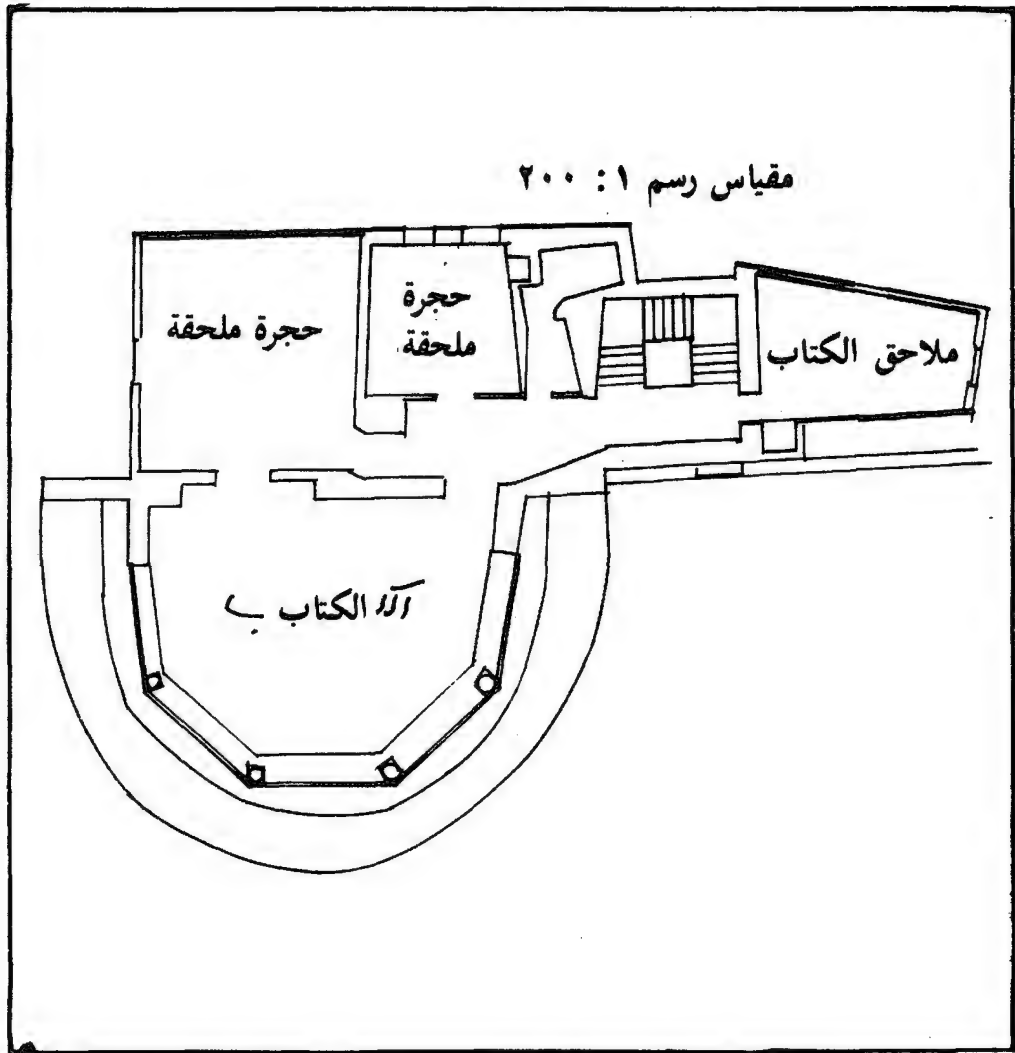 مقياس رسم ١ : ٢٠٠
حجرة ملحقة
حجرة
ملحقة
ملاحق الكتاب
الكتاب